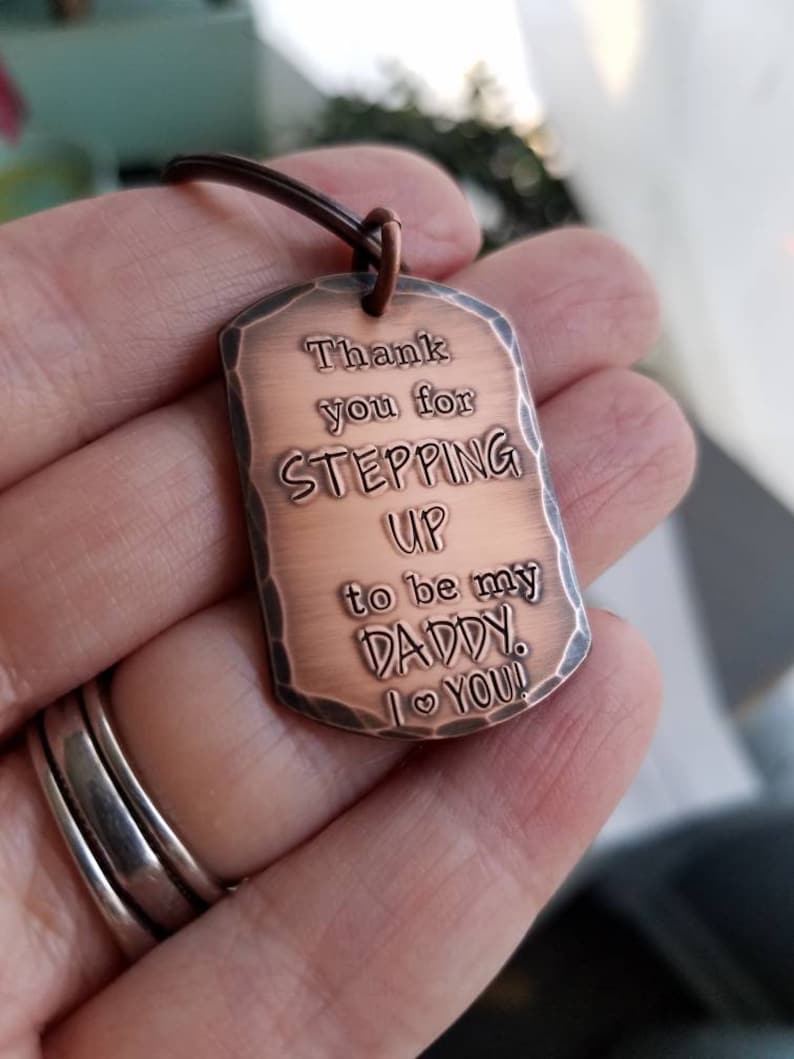 Thank
you for
STEPPING
UP
to be my
DADDY.
I ♡ YOU!